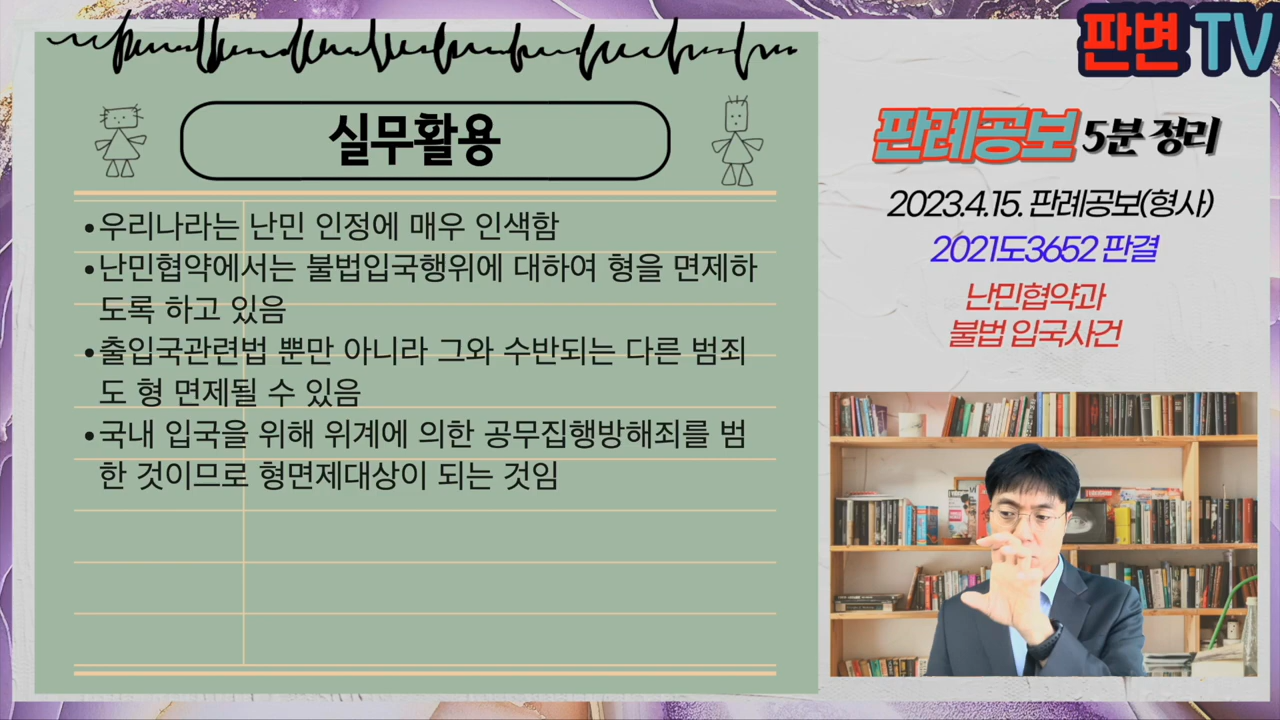 판변 TV
실무활용
•우리나라는 난민 인정에 매우 인색함
•난민협약에서는 불법입국행위에 대하여 형을 면제하
도록 하고 있음
•출입국관련법 뿐만 아니라 그와 수반되는 다른 범죄
도 형 면제될 수 있음
•국내 입국을 위해 위계에 의한 공무집행방해죄를 범
한 것이므로 형면제대상이 되는 것임
판례공보 5분 정리
2023.4.15. 판례공보(형사)
2021도3652 판결
난민협약과
불법 입국사건